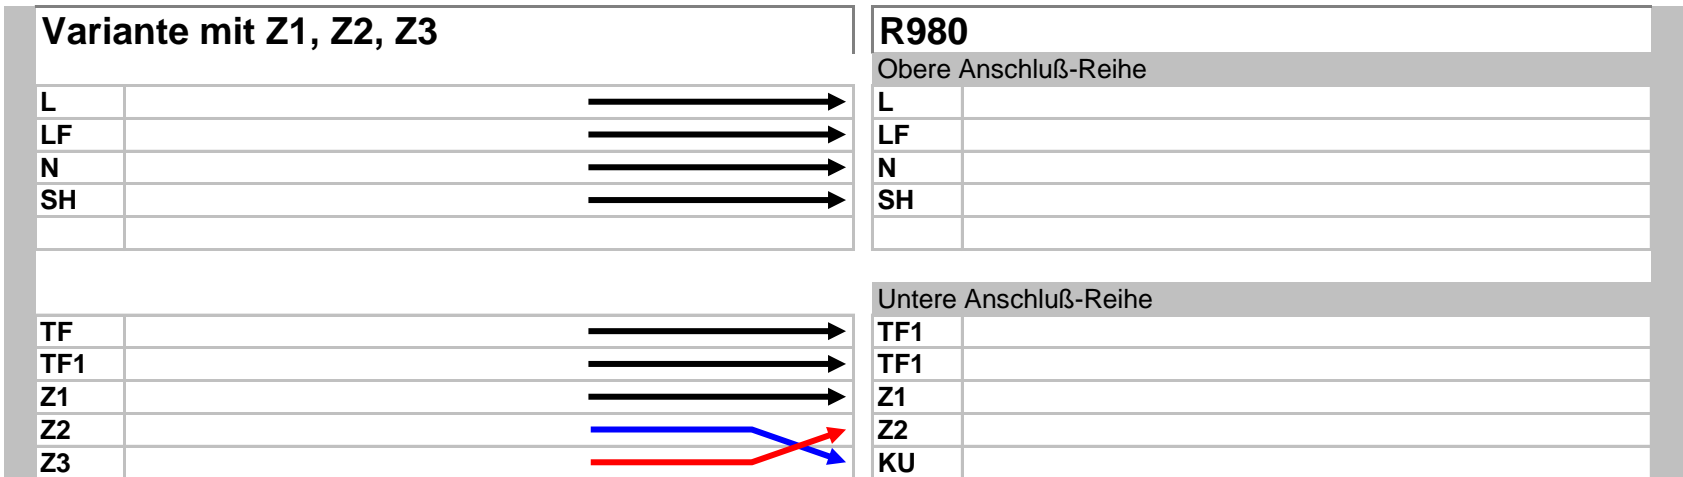 Variante mit Z1, Z2, Z3 R980
Obere Anschluß-Reihe
L L
LF LF
N N
SH SH
Untere Anschluß-Reihe
TF TF1
TF1 TF1
Z1 Z1
Z2 Z2
Z3 KU